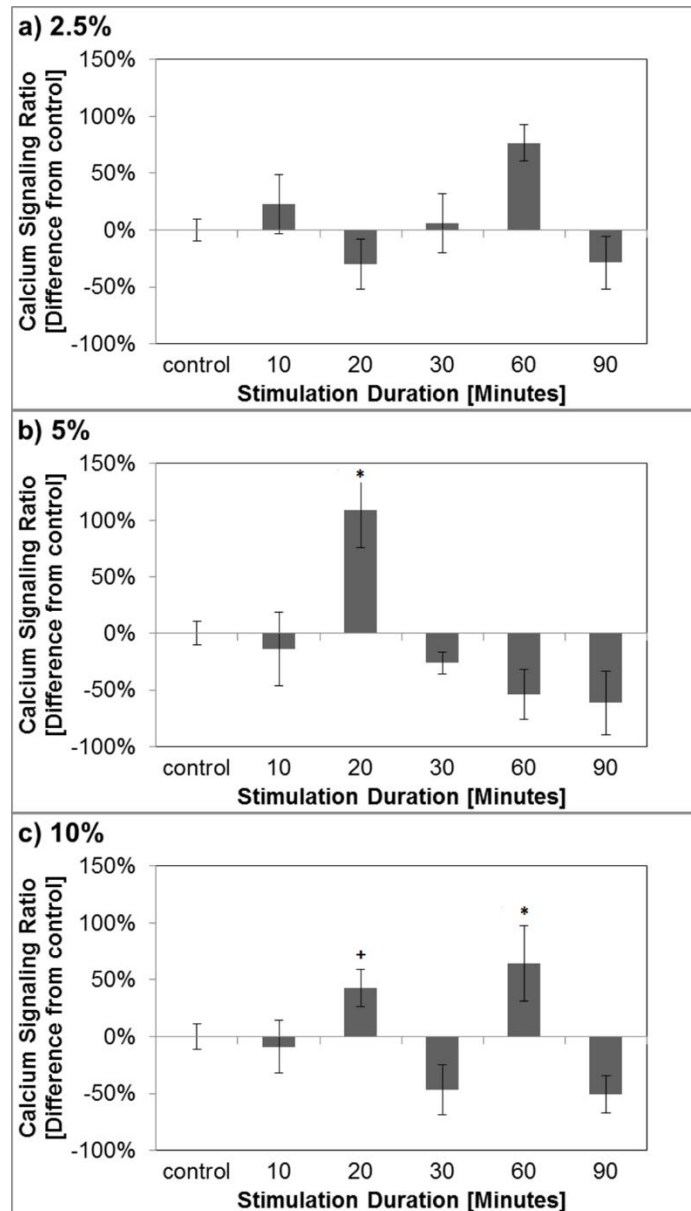 a) 2.5%
Calcium Signaling Ratio
[Difference from control]
150%
100%
50%
0%
-50%
-100%
control 10 20 30 60 90
Stimulation Duration [Minutes]
b) 5%
Calcium Signaling Ratio
[Difference from control]
150%
100%
50%
0%
-50%
-100%
*
control 10 20 30 60 90
Stimulation Duration [Minutes]
c) 10%
Calcium Signaling Ratio
[Difference from control]
150%
100%
50%
0%
-50%
-100%
+ *
control 10 20 30 60 90
Stimulation Duration [Minutes]